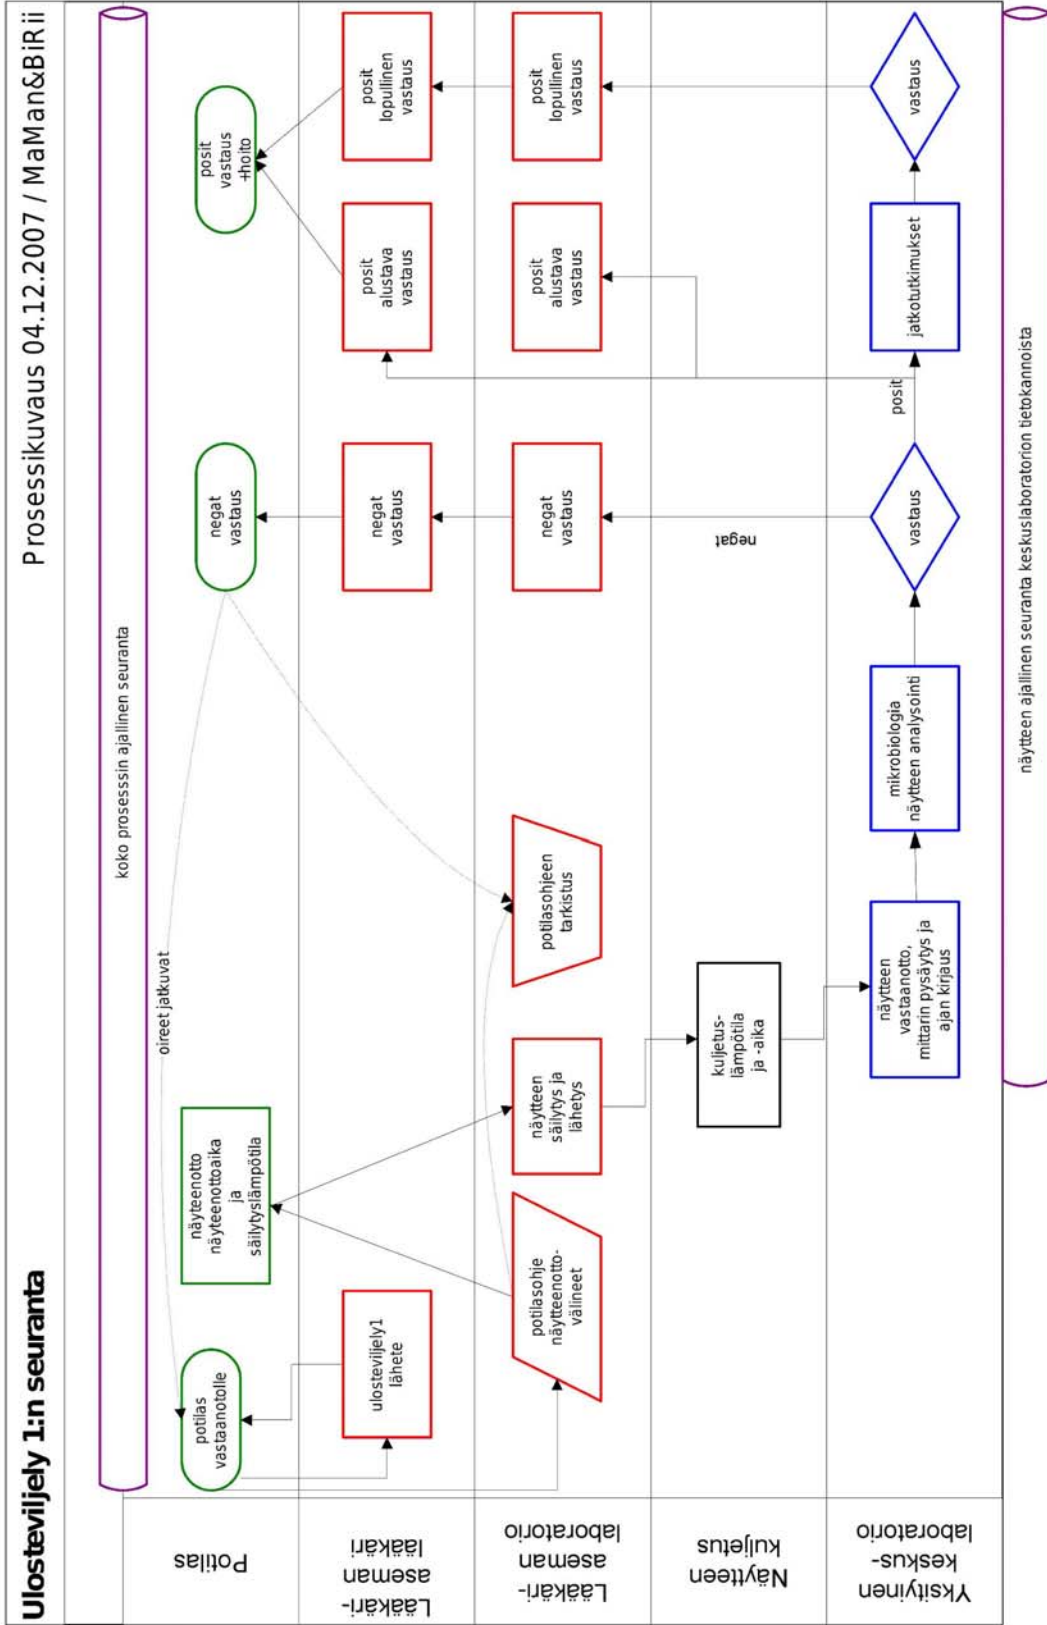 Ulosteviljely 1:n seuranta
Prosessikuvaus 04.12.2007 / MaMan&BiRii
koko prosesssin ajallinen seuranta
Potilas
potilas
vastaanotolle
näyteenotto
näyteenottoaika
ja
säilytyslämpötila
oireet jatkuvat
negat
vastaus
posit
vastaus
+hoito
Lääkäri-
aseman
lääkäri
ulosteviljely1
lähete
negat
vastaus
posit
alustava
vastaus
posit
lopullinen
vastaus
Lääkäri-
aseman
laboratorio
potilasohje
näytteenotto-
välineet
näytteen
säilytys ja
lähetys
potilasohjeen
tarkistus
negat
vastaus
posit
alustava
vastaus
posit
lopullinen
vastaus
Näytteen
kuljetus
kuljetus-
lämpötila
ja -aika
negat
Yksityinen
keskus-
laboratorio
näytteen
vastaanotto,
mittarin pysäytys ja
ajan kirjaus
mikrobiologia
näytteen analysointi
vastaus
posit
jatkotutkimukset
vastaus
näytteen ajallinen seuranta keskuslaboratorion tietokannoista